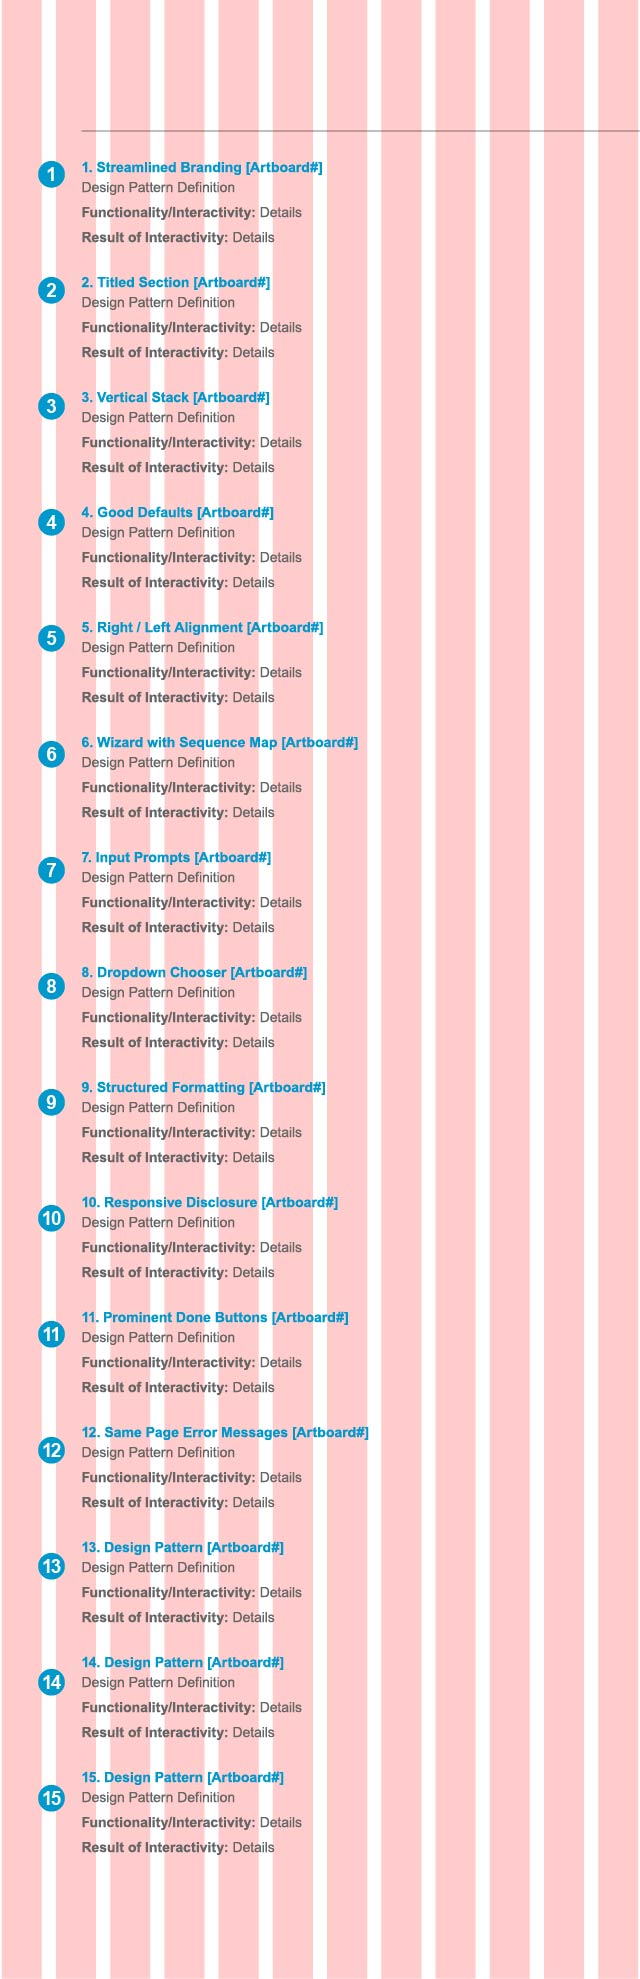 1
1. Streamlined Branding [Artboard#]
Design Pattern Definition
Functionality/Interactivity: Details
Result of Interactivity: Details
2
2. Titled Section [Artboard#]
Design Pattern Definition
Functionality/Interactivity: Details
Result of Interactivity: Details
3
3. Vertical Stack [Artboard#]
Design Pattern Definition
Functionality/Interactivity: Details
Result of Interactivity: Details
4
4. Good Defaults [Artboard#]
Design Pattern Definition
Functionality/Interactivity: Details
Result of Interactivity: Details
5
5. Right / Left Alignment [Artboard#]
Design Pattern Definition
Functionality/Interactivity: Details
Result of Interactivity: Details
6
6. Wizard with Sequence Map [Artboard#]
Design Pattern Definition
Functionality/Interactivity: Details
Result of Interactivity: Details
7
7. Input Prompts [Artboard#]
Design Pattern Definition
Functionality/Interactivity: Details
Result of Interactivity: Details
8
8. Dropdown Chooser [Artboard#]
Design Pattern Definition
Functionality/Interactivity: Details
Result of Interactivity: Details
9
9. Structured Formatting [Artboard#]
Design Pattern Definition
Functionality/Interactivity: Details
Result of Interactivity: Details
10
10. Responsive Disclosure [Artboard#]
Design Pattern Definition
Functionality/Interactivity: Details
Result of Interactivity: Details
11
11. Prominent Done Buttons [Artboard#]
Design Pattern Definition
Functionality/Interactivity: Details
Result of Interactivity: Details
12
12. Same Page Error Messages [Artboard#]
Design Pattern Definition
Functionality/Interactivity: Details
Result of Interactivity: Details
13
13. Design Pattern [Artboard#]
Design Pattern Definition
Functionality/Interactivity: Details
Result of Interactivity: Details
14
14. Design Pattern [Artboard#]
Design Pattern Definition
Functionality/Interactivity: Details
Result of Interactivity: Details
15
15. Design Pattern [Artboard#]
Design Pattern Definition
Functionality/Interactivity: Details
Result of Interactivity: Details